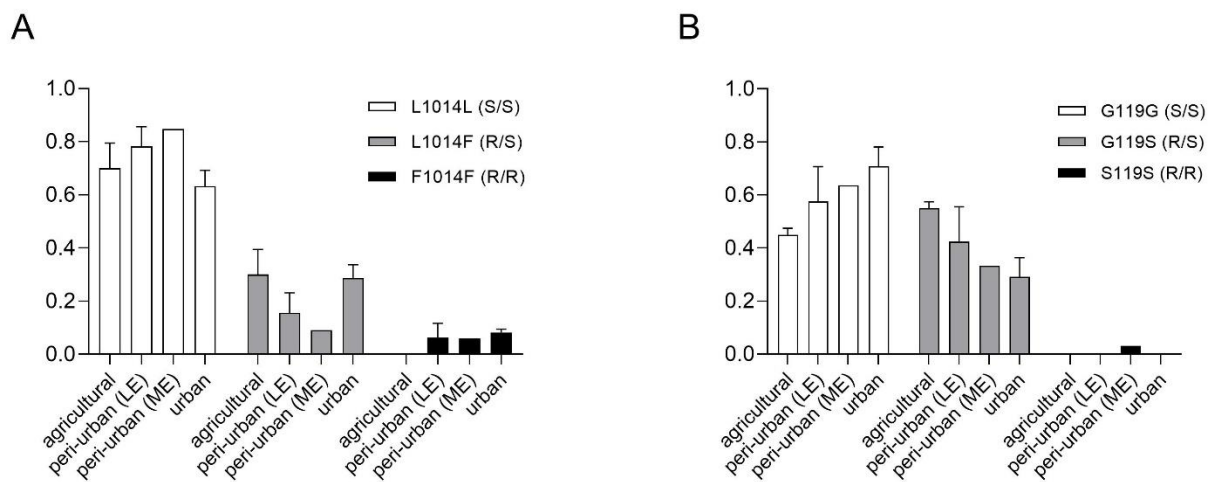 A
1.0
0.8
0.6
0.4
0.2
0.0
L1014L (S/S)
L1014F (R/S)
F1014F (R/R)
agricultural
peri-urban (LE)
peri-urban (ME)
urban
agricultural
peri-urban (LE)
peri-urban (ME)
urban
agricultural
peri-urban (LE)
peri-urban (ME)
urban
B
1.0
0.8
0.6
0.4
0.2
0.0
G119G (S/S)
G119S (R/S)
S119S (R/R)
agricultural
peri-urban (LE)
peri-urban (ME)
urban
agricultural
peri-urban (LE)
peri-urban (ME)
urban
agricultural
peri-urban (LE)
peri-urban (ME)
urban